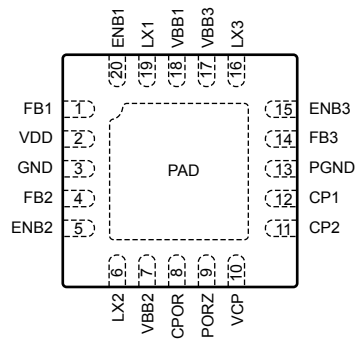 ENB1 LX1 VBB1 VBB3 LX3
20 19 18 17 16
FB1 1 15 ENB3
VDD 2 14 FB3
GND 3 PAD 13 PGND
FB2 4 12 CP1
ENB2 5 11 CP2
6 7 8 9 10
LX2 VBB2 CPOR PORZ VCP